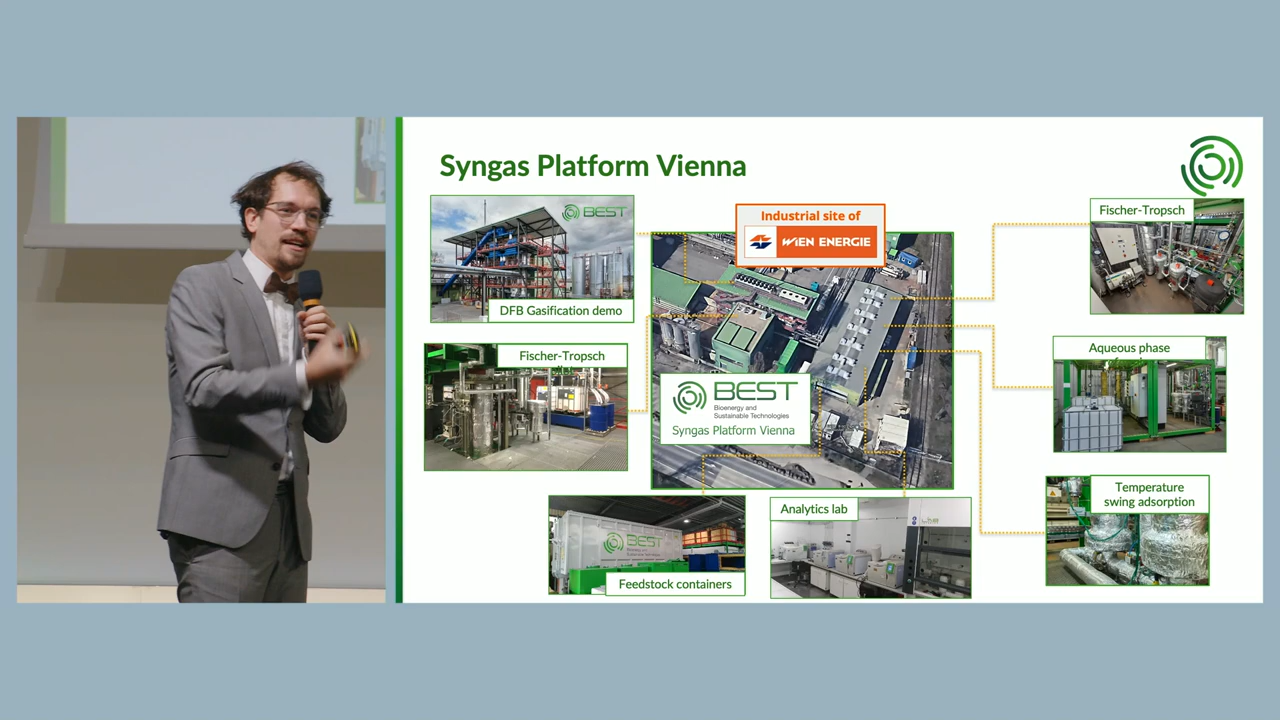 Syngas Platform Vienna
BEST
DFB Gasification demo
Industrial site of
WIEN ENERGIE
Fischer-Tropsch
Fischer-Tropsch
Aqueous phase
BEST
Bioenergy and
Sustainable Technologies
Syngas Platform Vienna
Temperature
swing adsorption
BEST
Feedstock containers
Analytics lab